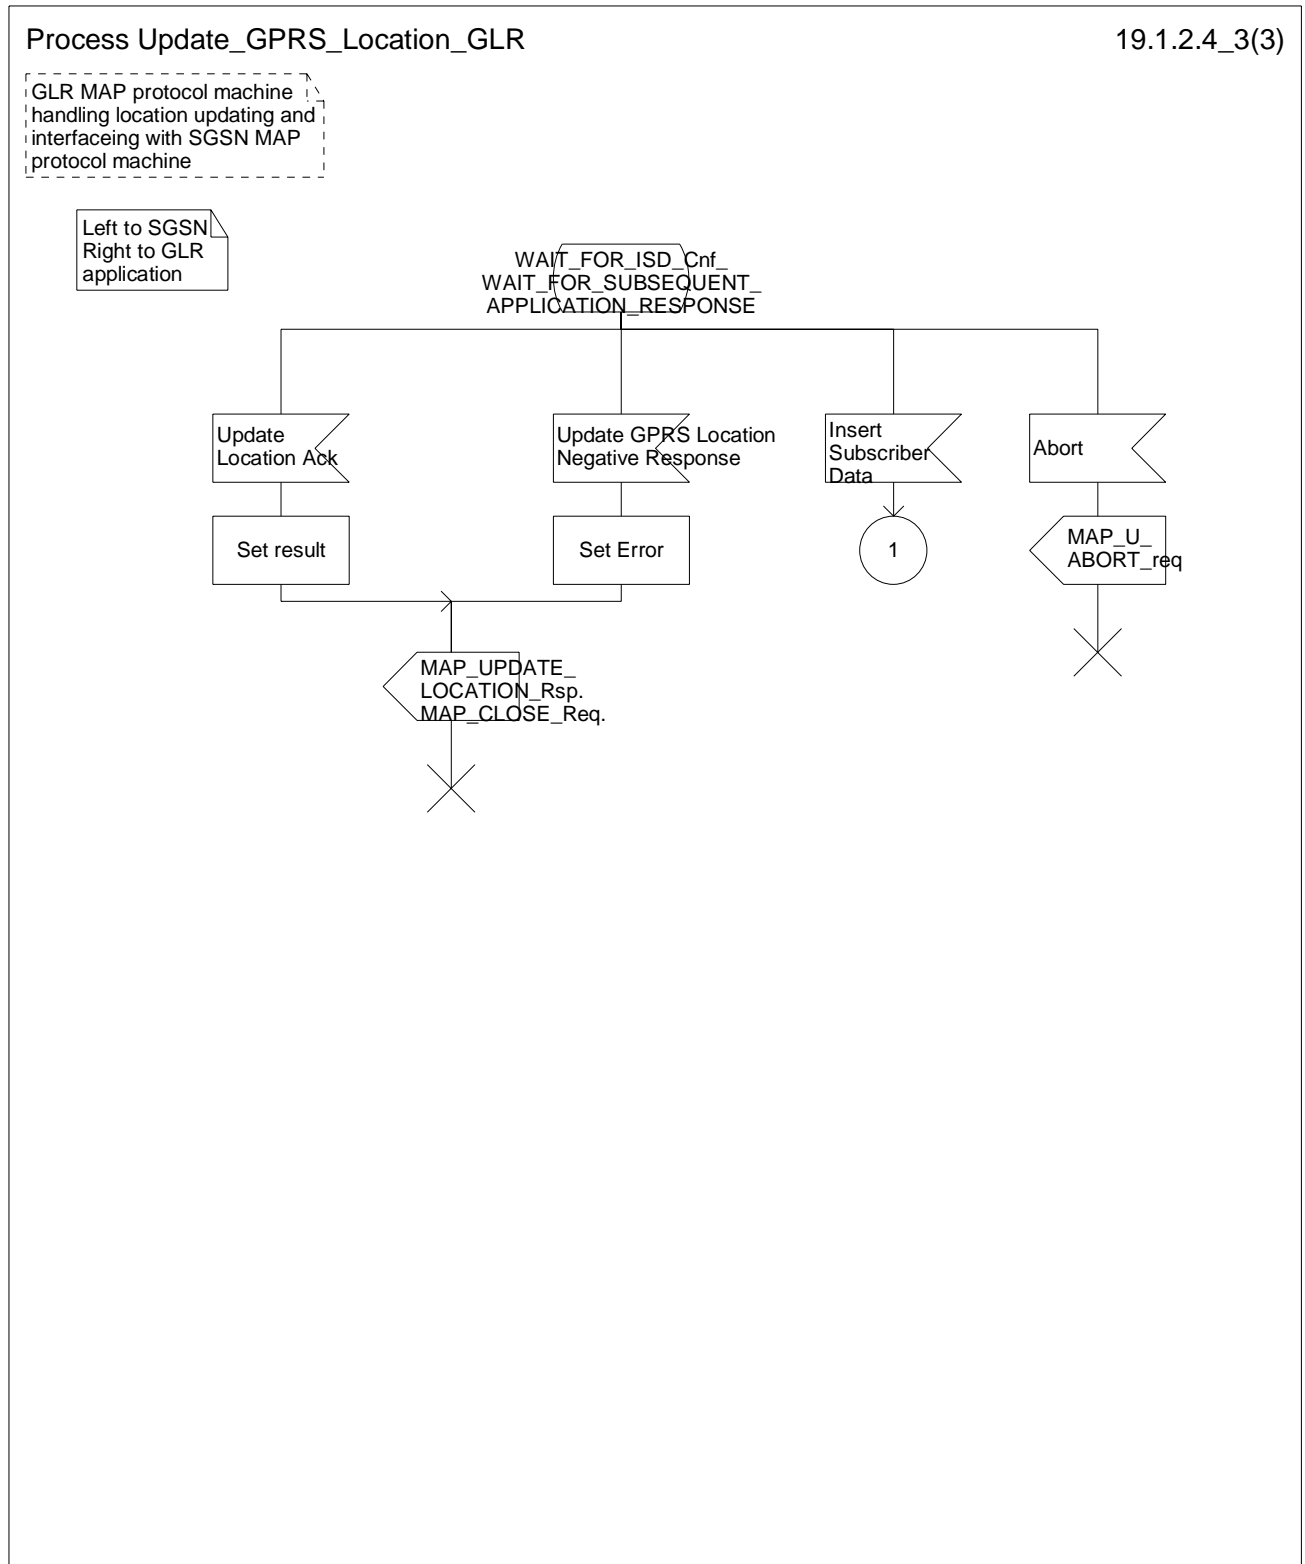 Process Update_GPRS_Location_GLR
19.1.2.4_3(3)
GLR MAP protocol machine
handling location updating and
interfaceing with SGSN MAP
protocol machine
Left to SGSN
Right to GLR
application
WAIT_FOR_ISD_Cnf_
WAIT_FOR_SUBSEQUENT_
APPLICATION_RESPONSE
Update
Location Ack
Update GPRS Location
Negative Response
Insert
Subscriber
Data
Abort
Set result
Set Error
1
MAP_U_
ABORT_req
MAP_UPDATE_
LOCATION_Rsp.
MAP_CLOSE_Req.